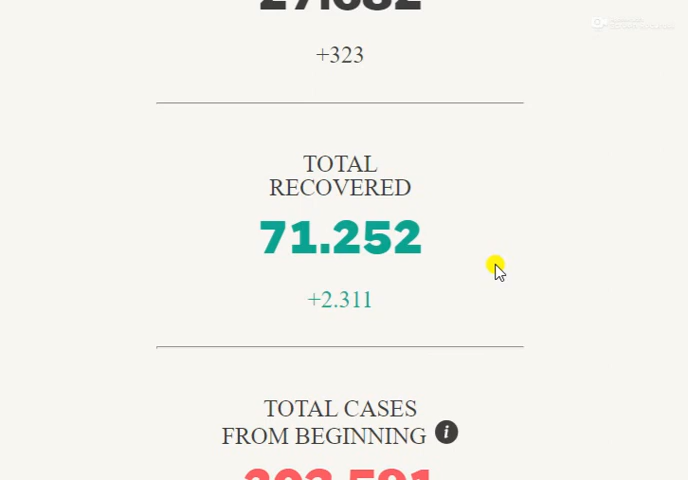 +323
TOTAL
RECOVERED
71.252
+2.311
TOTAL CASES
FROM BEGINNING i